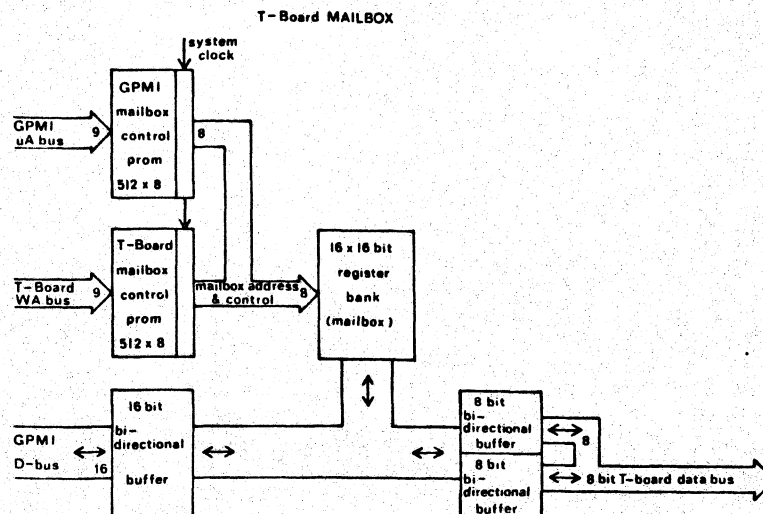 T-Board MAILBOX
system
clock
GPMI
mailbox
control
prom
512 x 8
GPMI
uA bus
9
8
T-Board
mailbox
control
prom
512 x 8
T-Board
WA bus
9
mailbox address
& control
8
16 x 16 bit
register
bank
(mailbox)
16 bit
bi-
directional
buffer
GPMI
D-bus
16
8 bit
bi-
directional
buffer
8 bit
bi-
directional
buffer
8
8 bit T-board data bus